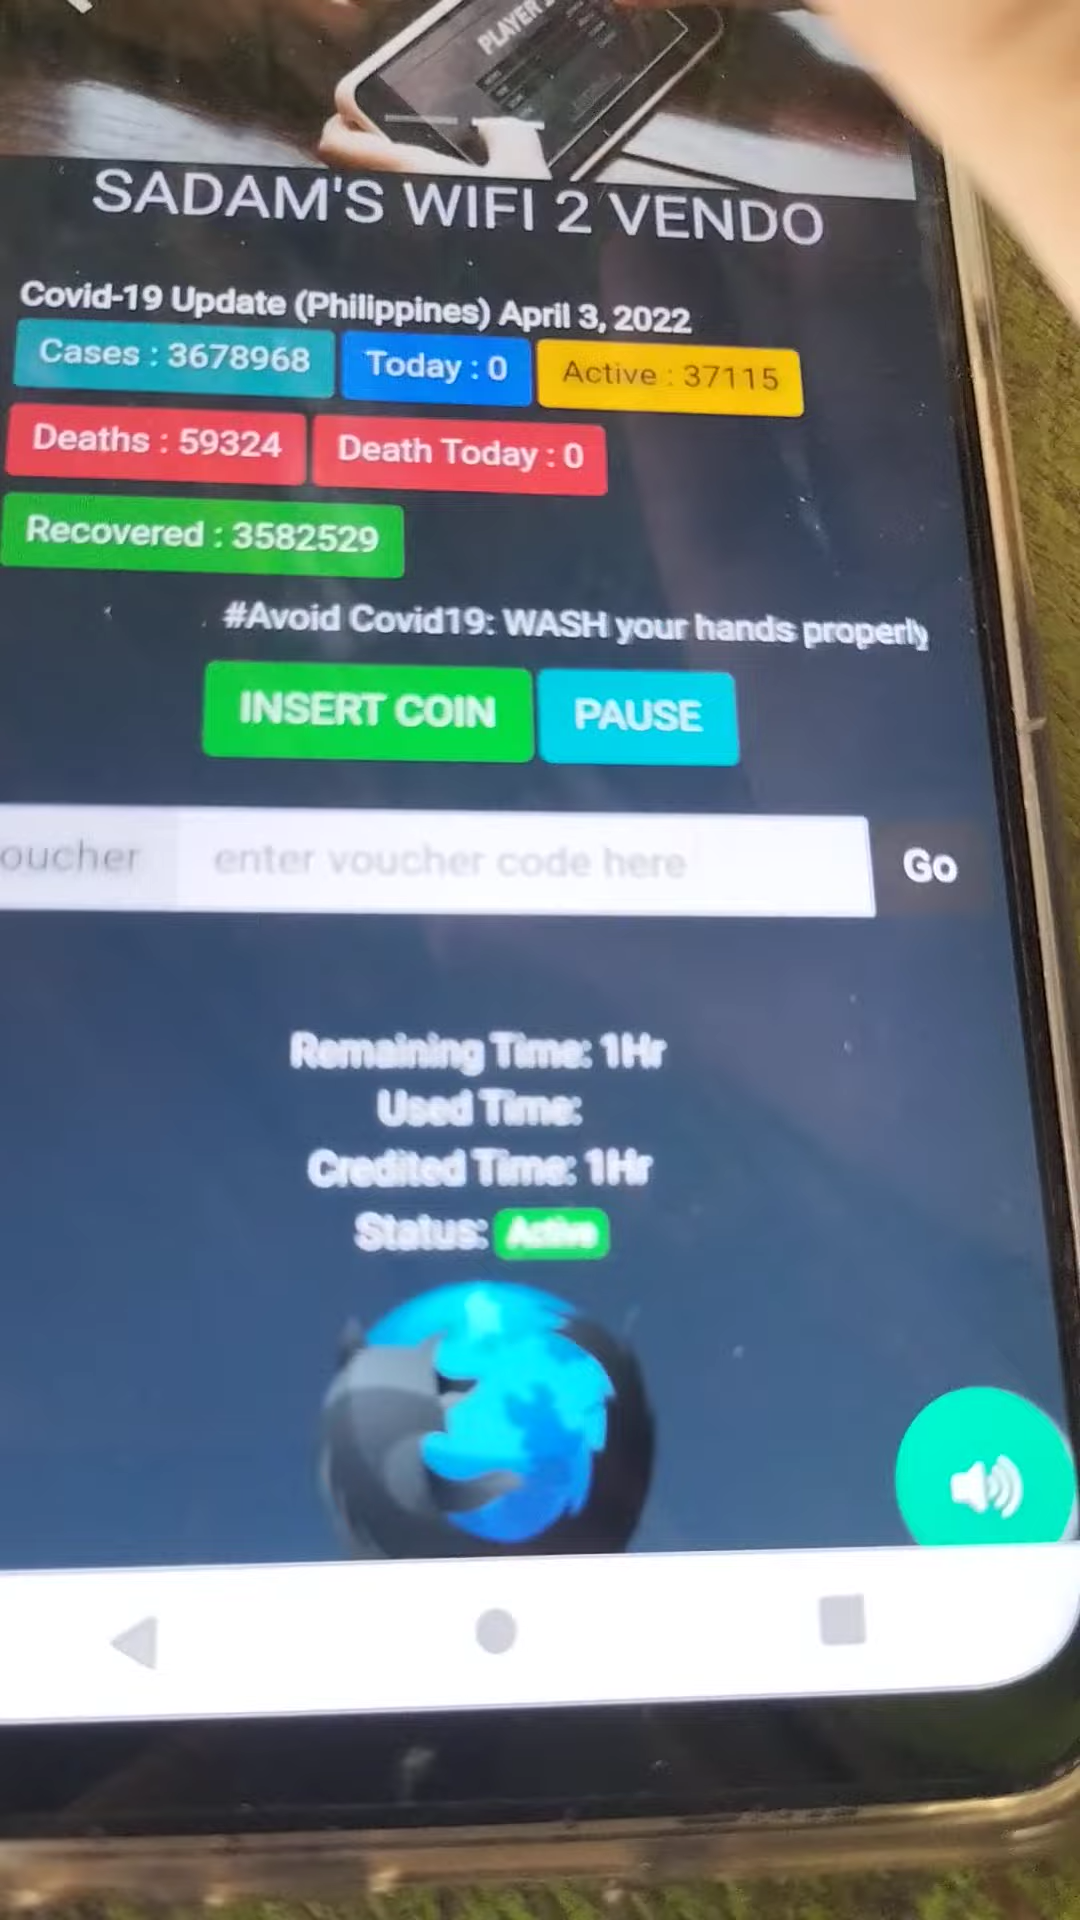 PLAYER
SADAM'S WIFI 2 VENDO
Covid-19 Update (Philippines) April 3, 2022
Cases : 3678968 Today : 0 Active : 37115
Deaths : 59324 Death Today : 0
Recovered : 3582529
#Avoid Covid19: WASH your hands properly
INSERT COIN PAUSE
oucher enter voucher code here Go
Remaining Time: 1Hr
Used Time:
Credited Time: 1Hr
Status: Active